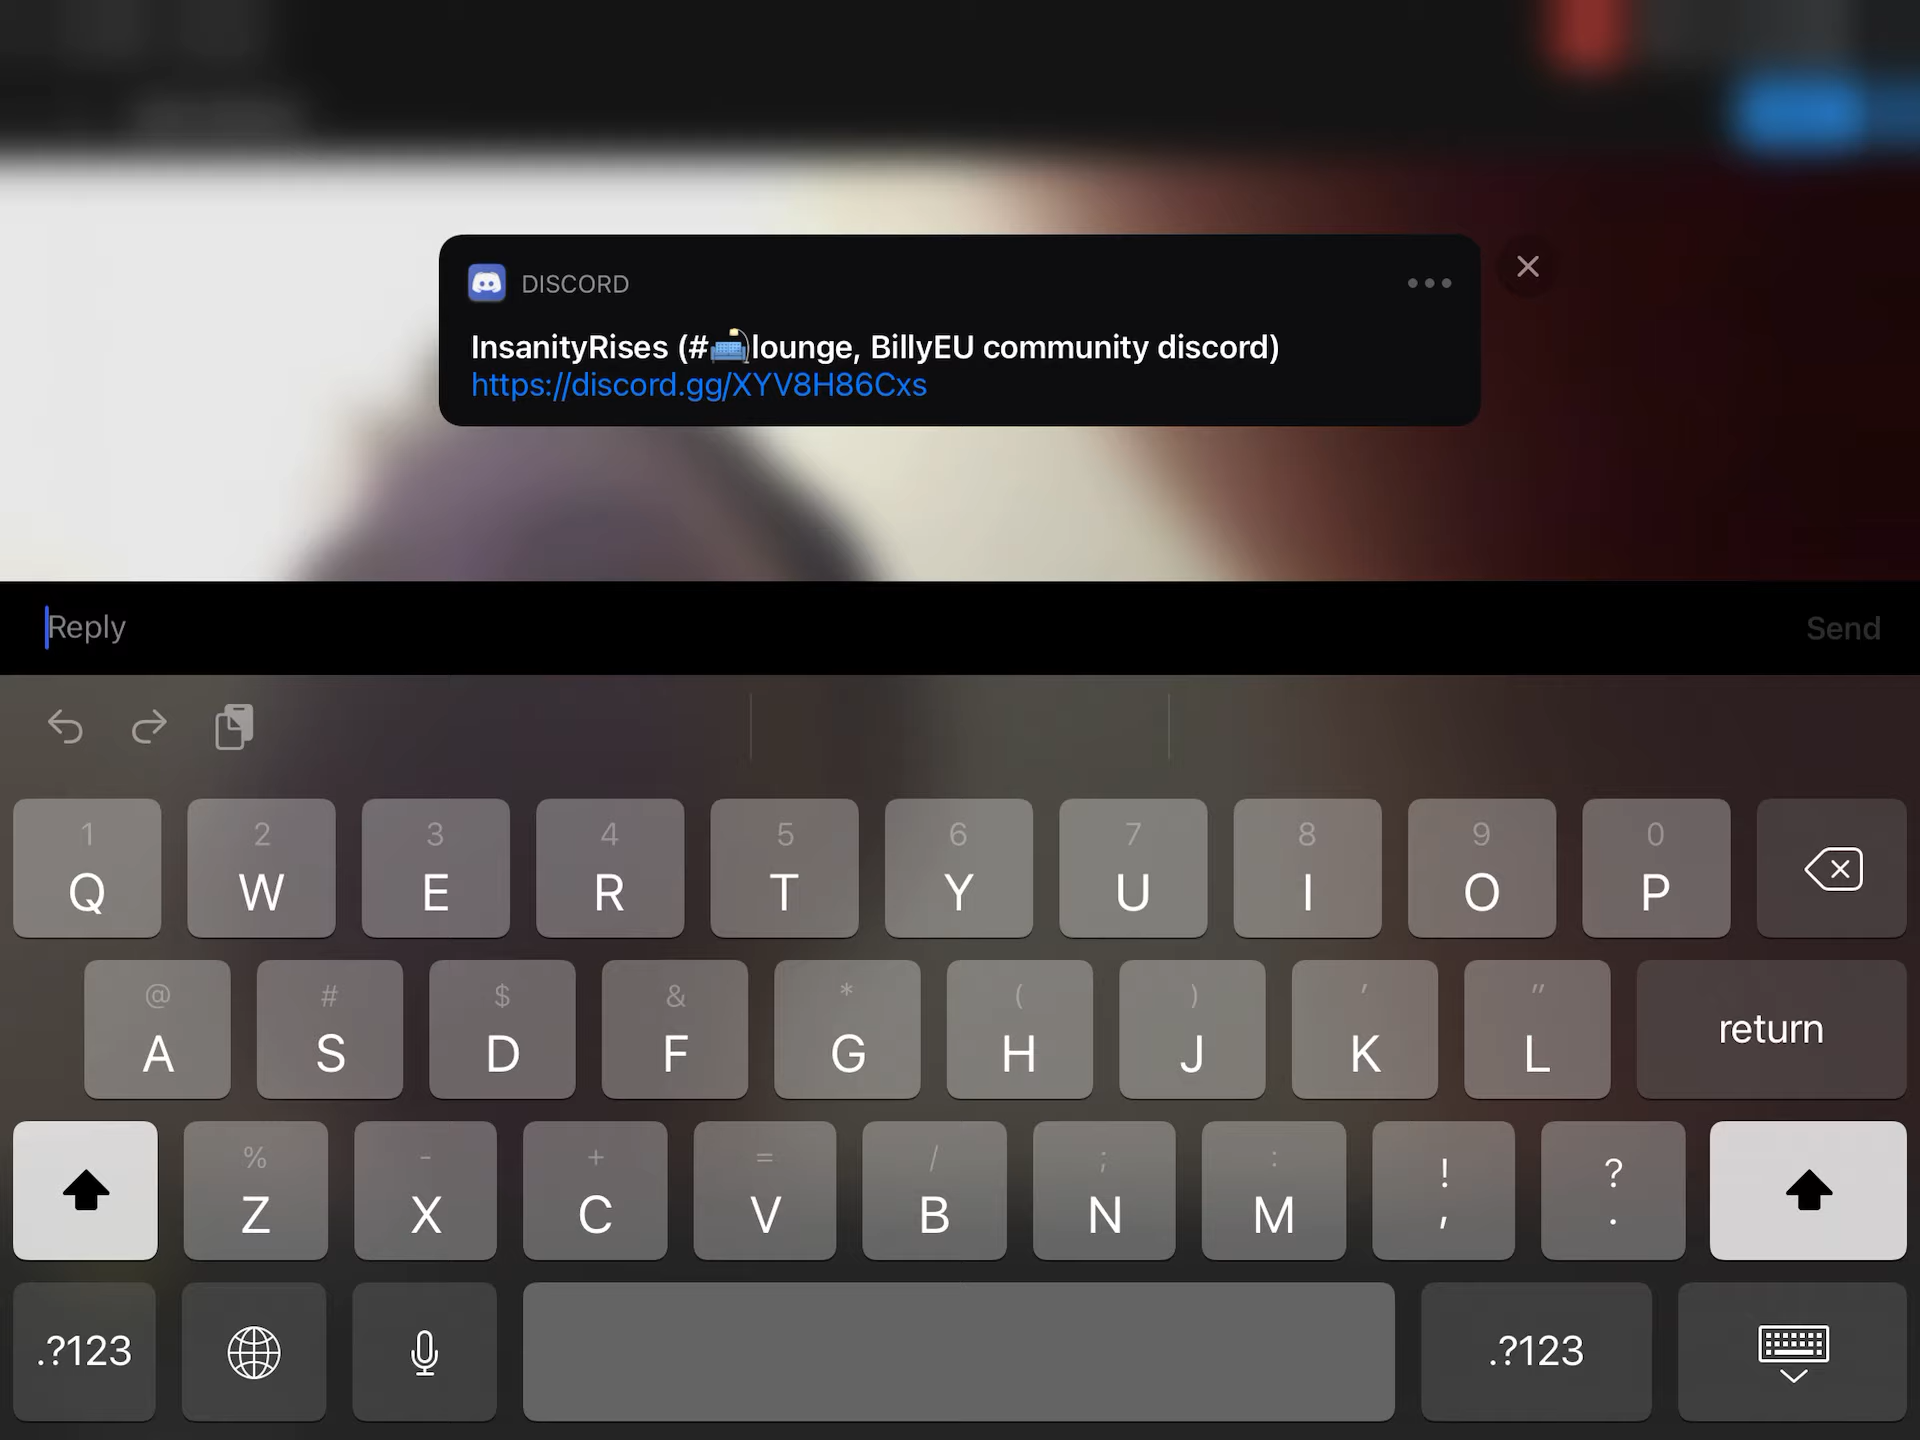 DISCORD
InsanityRises (#🛋lounge, BillyEU community discord)
https://discord.gg/XYV8H86Cxs
Reply
Send
1 2 3 4 5 6 7 8 9 0
Q W E R T Y U I O P
@ # $ & * ( ) ' "
A S D F G H J K L return
% - + = / ; : ! ?
Z X C V B N M , .
.?123 .?123